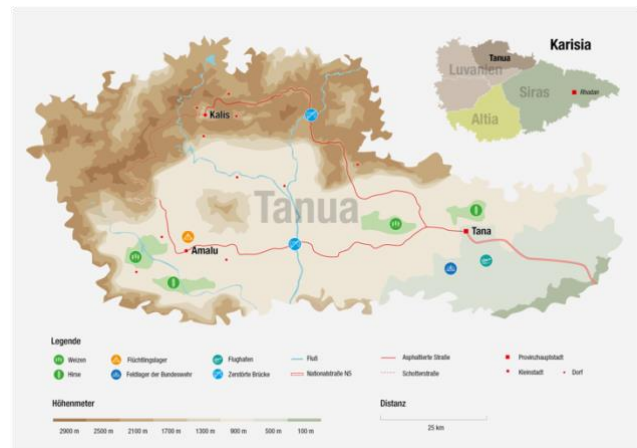 Karisia
Tanua
Luvanien
Siras
Rhodan
Altia
Kalis
Tanua
Tana
Amalu
Legende
Weizen
Flüchtlingslager
Flughafen
Fluß
Asphaltierte Straße
Provinzhauptstadt
Hirse
Feldlager der Bundeswehr
Zerstörte Brücke
Nationalstraße N5
Schotterstraße
Kleinstadt
Dorf
Höhenmeter
2900 m 2500 m 2100 m 1700 m 1300 m 900 m 500 m 100 m
Distanz
25 km